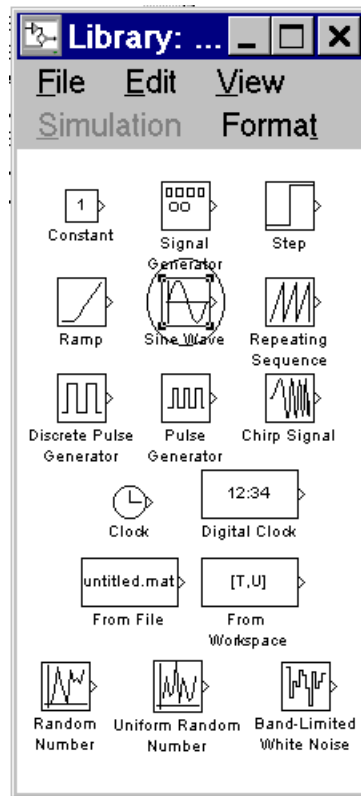 Library: ...
File Edit View
Simulation Format
1
Constant
Signal
Generator
Step
Ramp
Sine Wave
Repeating
Sequence
Discrete Pulse
Generator
Pulse
Generator
Chirp Signal
Clock
12:34
Digital Clock
untitled.mat
From File
[T,U]
From
Workspace
Random
Number
Uniform Random
Number
Band-Limited
White Noise